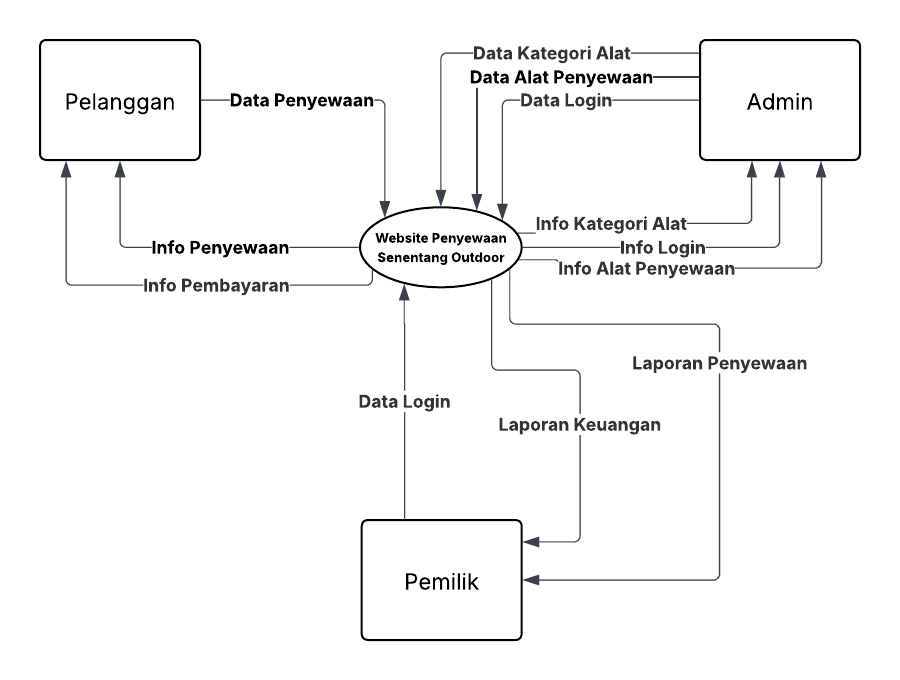 Data Kategori Alat
Data Alat Penyewaan
Pelanggan
Data Penyewaan
Data Login
Admin
Info Kategori Alat
Website Penyewaan
Senentang Outdoor
Info Penyewaan
Info Login
Info Alat Penyewaan
Info Pembayaran
Laporan Penyewaan
Data Login
Laporan Keuangan
Pemilik